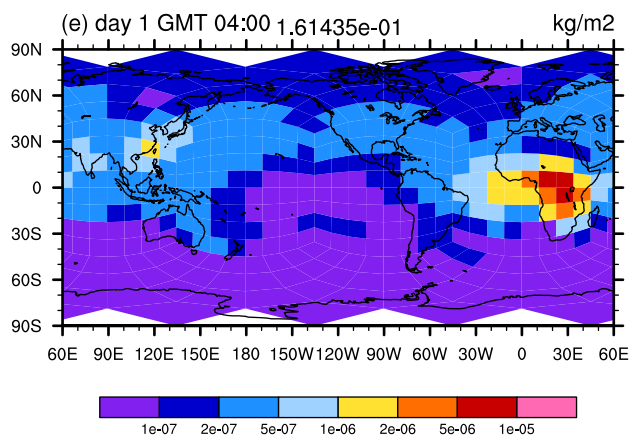 (e) day 1 GMT 04:00 1.61435e-01 kg/m2
90N
60N
30N
0
30S
60S
90S
60E 90E 120E 150E 180 150W 120W 90W 60W 30W 0 30E 60E
1e-07 2e-07 5e-07 1e-06 2e-06 5e-06 1e-05